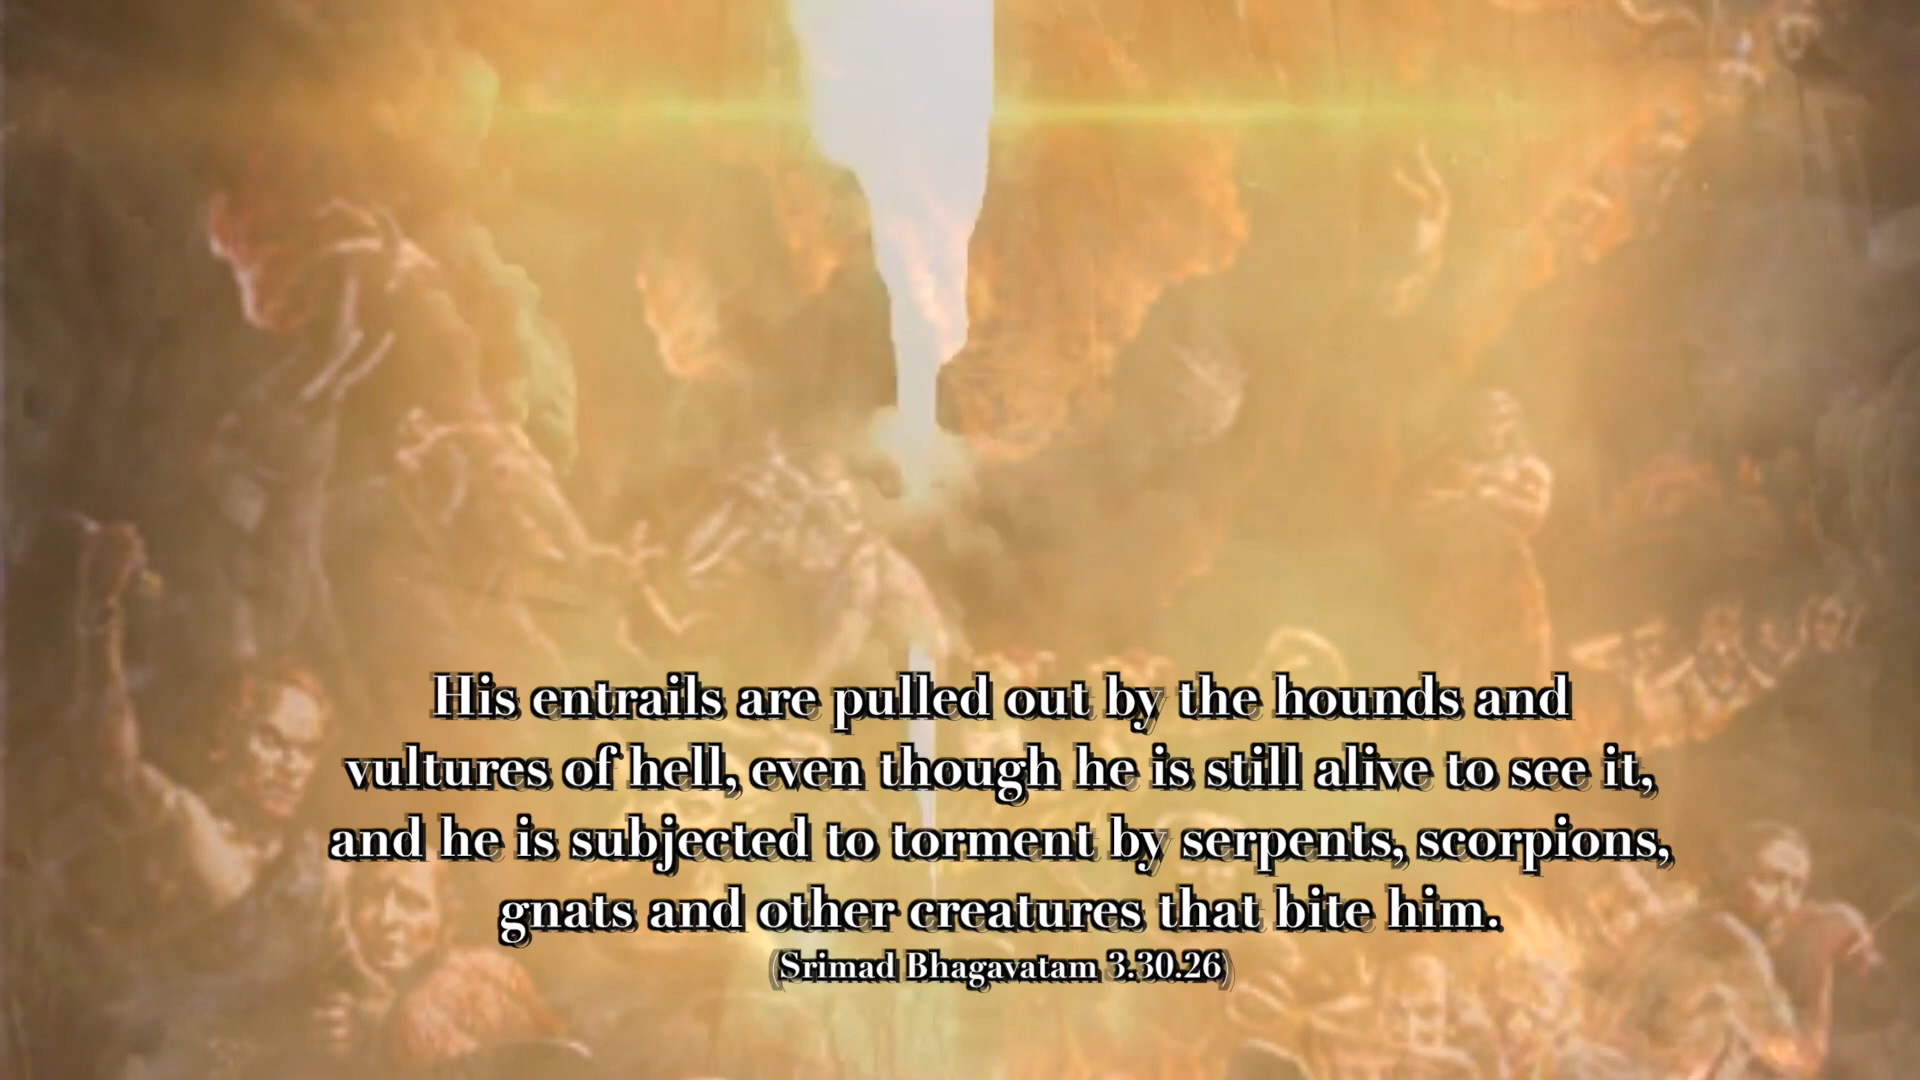 His entrails are pulled out by the hounds and
vultures of hell, even though he is still alive to see it,
and he is subjected to torment by serpents, scorpions,
gnats and other creatures that bite him.
(Srimad Bhagavatam 3.30.26)